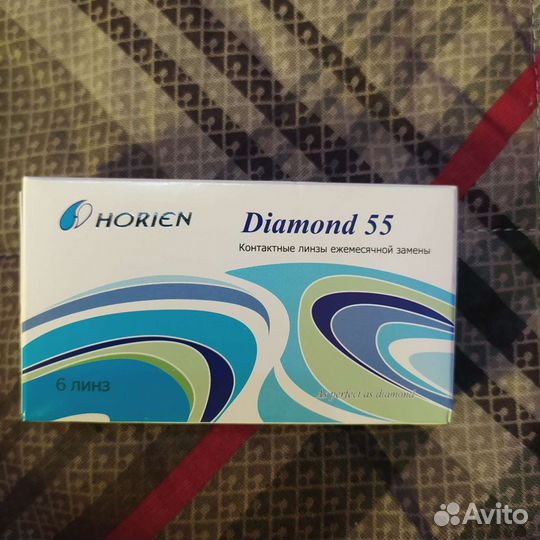 HORIEN
Diamond 55
Контактные линзы ежемесячной замены
6 линз
As perfect as diamond
Avito